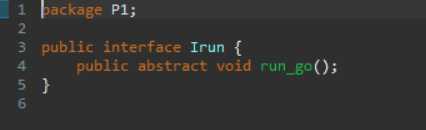 1 package P1;
2
3 public interface Irun {
4     public abstract void run_go();
5 }
6